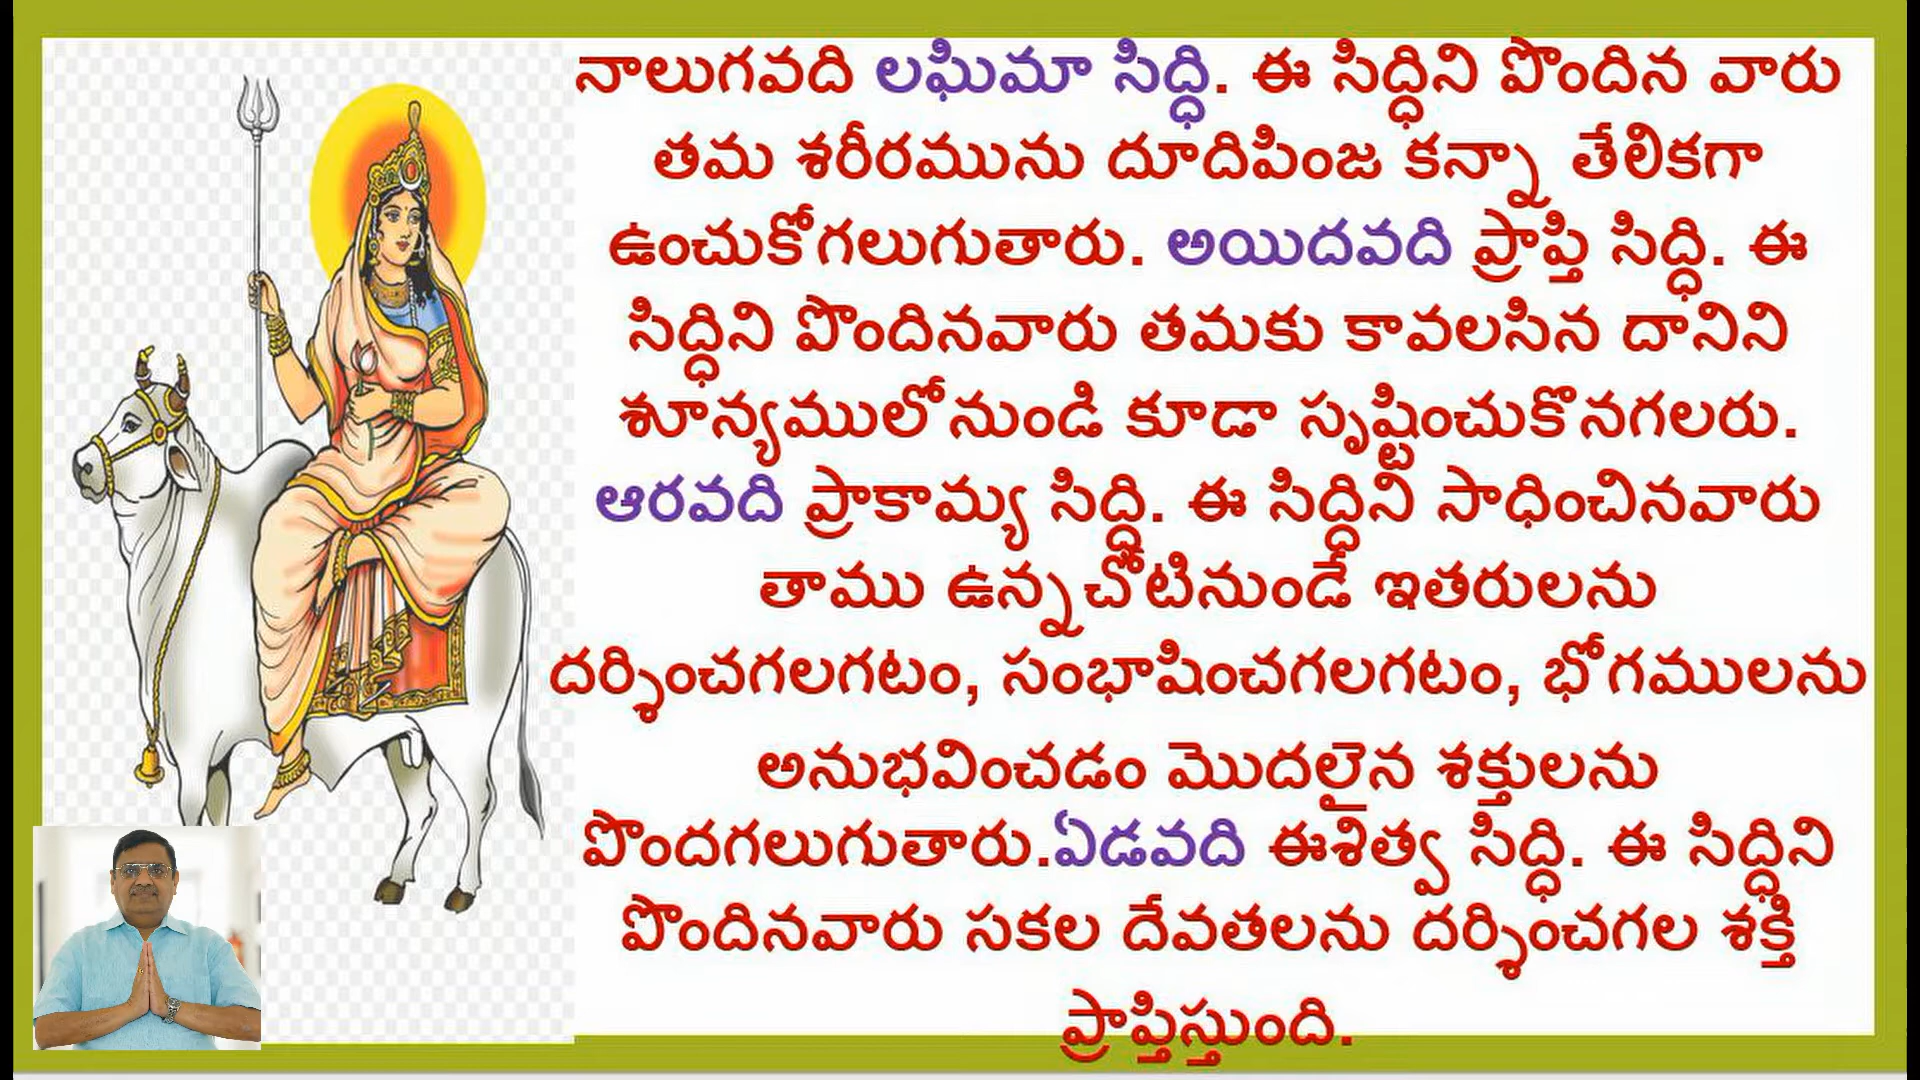 నాలుగవది లఘిమా సిద్ధి. ఈ సిద్ధిని పొందిన వారు
తమ శరీరమును దూదిపింజ కన్నా తేలికగా
ఉంచుకోగలుగుతారు. అయిదవది ప్రాప్తి సిద్ధి. ఈ
సిద్ధిని పొందినవారు తమకు కావలసిన దానిని
శూన్యములోనుండి కూడా సృష్టించుకొనగలరు.
ఆరవది ప్రాకామ్య సిద్ధి. ఈ సిద్ధిని సాధించినవారు
తాము ఉన్నచోటినుండే ఇతరులను
దర్శించగలగటం, సంభాషించగలగటం, భోగములను
అనుభవించడం మొదలైన శక్తులను
పొందగలుగుతారు.ఏడవది ఈశిత్వ సిద్ధి. ఈ సిద్ధిని
పొందినవారు సకల దేవతలను దర్శించగల శక్తి
ప్రాప్తిస్తుంది.